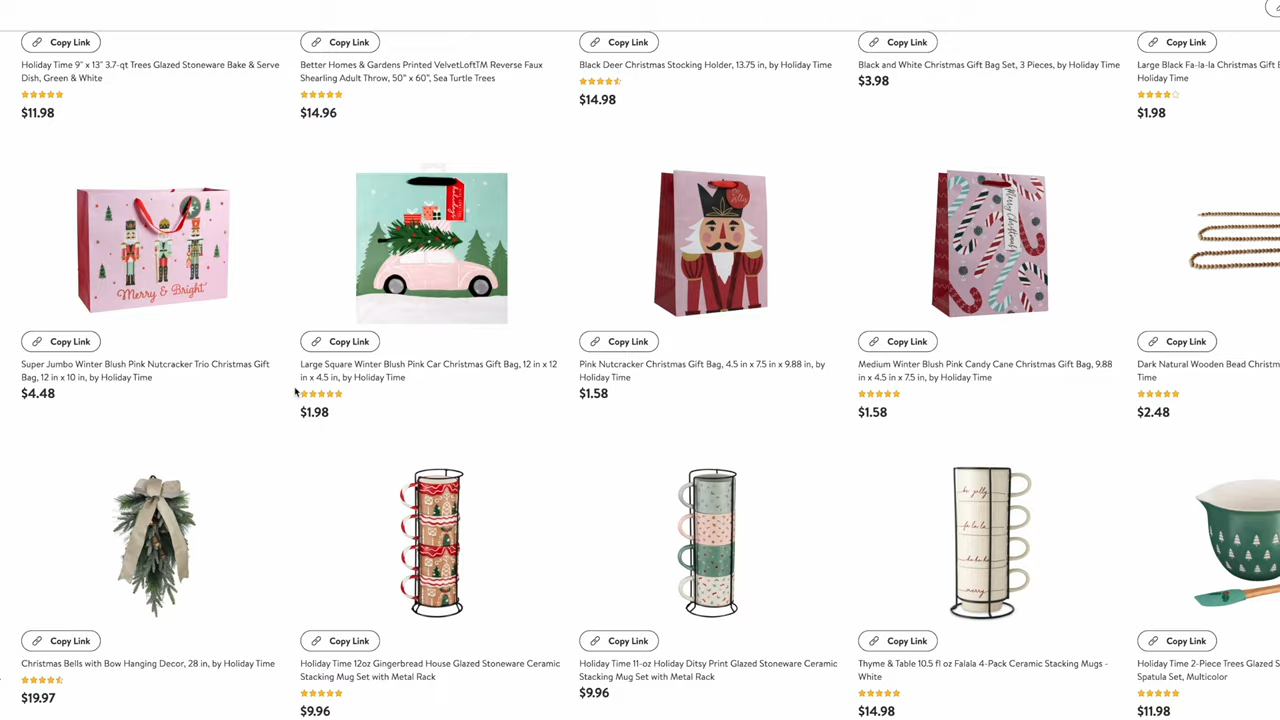 Copy Link
Copy Link
Copy Link
Copy Link
Copy Link
Holiday Time 9" x 13" 3.7-qt Trees Glazed Stoneware Bake & Serve
Dish, Green & White
$11.98
Better Homes & Gardens Printed VelvetLoftTM Reverse Faux
Shearling Adult Throw, 50" x 60", Sea Turtle Trees
$14.96
Black Deer Christmas Stocking Holder, 13.75 in, by Holiday Time
$14.98
Black and White Christmas Gift Bag Set, 3 Pieces, by Holiday Time
$3.98
Large Black Fa-la-la Christmas Gift
Holiday Time
$1.98
Merry & Bright
Merry Christmas
Copy Link
Copy Link
Copy Link
Copy Link
Copy Link
Super Jumbo Winter Blush Pink Nutcracker Trio Christmas Gift
Bag, 12 in x 10 in, by Holiday Time
$4.48
Large Square Winter Blush Pink Car Christmas Gift Bag, 12 in x 12
in x 4.5 in, by Holiday Time
$1.98
Pink Nutcracker Christmas Gift Bag, 4.5 in x 7.5 in x 9.88 in, by
Holiday Time
$1.58
Medium Winter Blush Pink Candy Cane Christmas Gift Bag, 9.88
in x 4.5 in x 7.5 in, by Holiday Time
$1.58
Dark Natural Wooden Bead Christm
Time
$2.48
be jolly
fa la la
merry
Copy Link
Copy Link
Copy Link
Copy Link
Copy Link
Christmas Bells with Bow Hanging Decor, 28 in, by Holiday Time
$19.97
Holiday Time 12oz Gingerbread House Glazed Stoneware Ceramic
Stacking Mug Set with Metal Rack
$9.96
Holiday Time 11-oz Holiday Ditsy Print Glazed Stoneware Ceramic
Stacking Mug Set with Metal Rack
$9.96
Thyme & Table 10.5 fl oz Falala 4-Pack Ceramic Stacking Mugs -
White
$14.98
Holiday Time 2-Piece Trees Glazed S
Spatula Set, Multicolor
$11.98